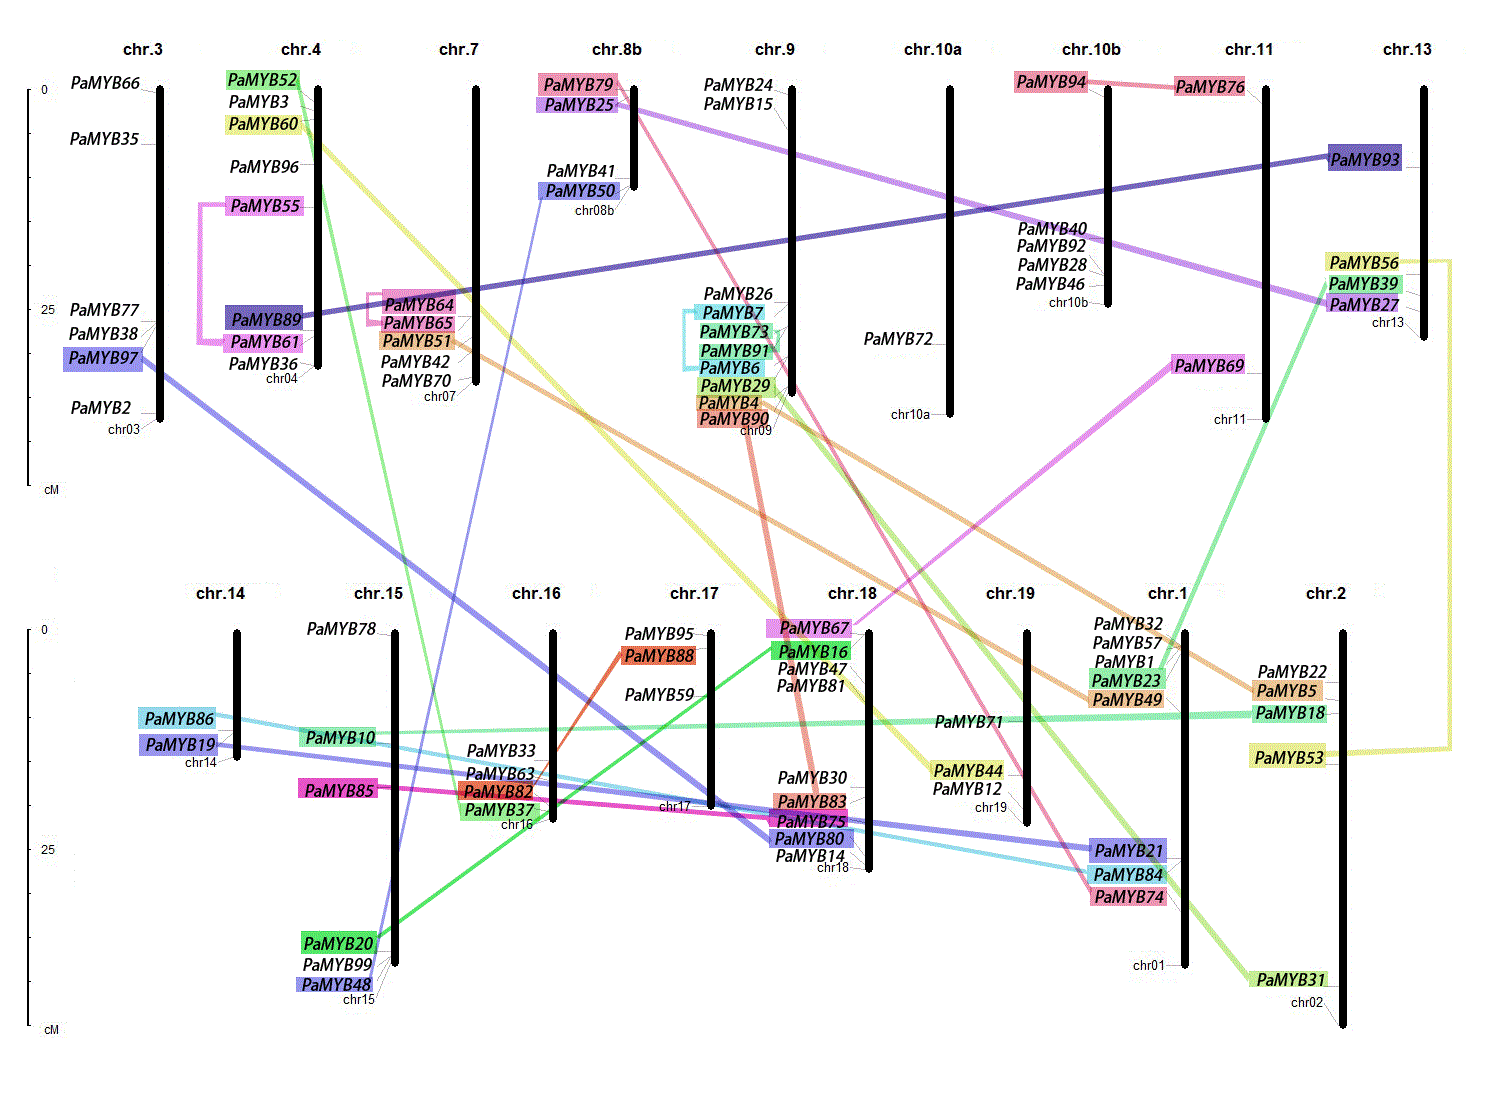 chr.3 chr.4 chr.7 chr.8b chr.9 chr.10a chr.10b chr.11 chr.13
0
25
cM
PaMYB66
PaMYB35
PaMYB77
PaMYB38
PaMYB97
PaMYB2
chr03
PaMYB52
PaMYB3
PaMYB60
PaMYB96
PaMYB55
PaMYB89
PaMYB61
PaMYB36
chr04
PaMYB64
PaMYB65
PaMYB51
PaMYB42
PaMYB70
chr07
PaMYB79
PaMYB25
PaMYB41
PaMYB50
chr08b
PaMYB24
PaMYB15
PaMYB26
PaMYB7
PaMYB73
PaMYB91
PaMYB6
PaMYB29
PaMYB4
PaMYB90
chr09
PaMYB72
chr10a
PaMYB94
PaMYB40
PaMYB92
PaMYB28
PaMYB46
chr10b
PaMYB76
PaMYB69
chr11
PaMYB93
PaMYB56
PaMYB39
PaMYB27
chr13
chr.14 chr.15 chr.16 chr.17 chr.18 chr.19 chr.1 chr.2
0
25
cM
PaMYB86
PaMYB19
chr14
PaMYB78
PaMYB10
PaMYB85
PaMYB20
PaMYB99
PaMYB48
chr15
PaMYB33
PaMYB63
PaMYB82
PaMYB37
chr16
PaMYB95
PaMYB88
PaMYB59
chr17
PaMYB67
PaMYB16
PaMYB47
PaMYB81
PaMYB30
PaMYB83
PaMYB75
PaMYB80
PaMYB14
chr18
PaMYB71
PaMYB44
PaMYB12
chr19
PaMYB32
PaMYB57
PaMYB1
PaMYB23
PaMYB49
PaMYB21
PaMYB84
PaMYB74
chr01
PaMYB22
PaMYB5
PaMYB18
PaMYB53
PaMYB31
chr02